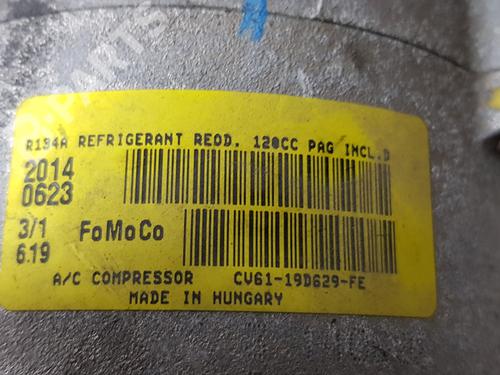 R134A REFRIGERANT REQD. 120CC PAG INCL.D
2014
0623
3/1 FoMoCo
6.19
A/C COMPRESSOR CV61-19D629-FE
MADE IN HUNGARY